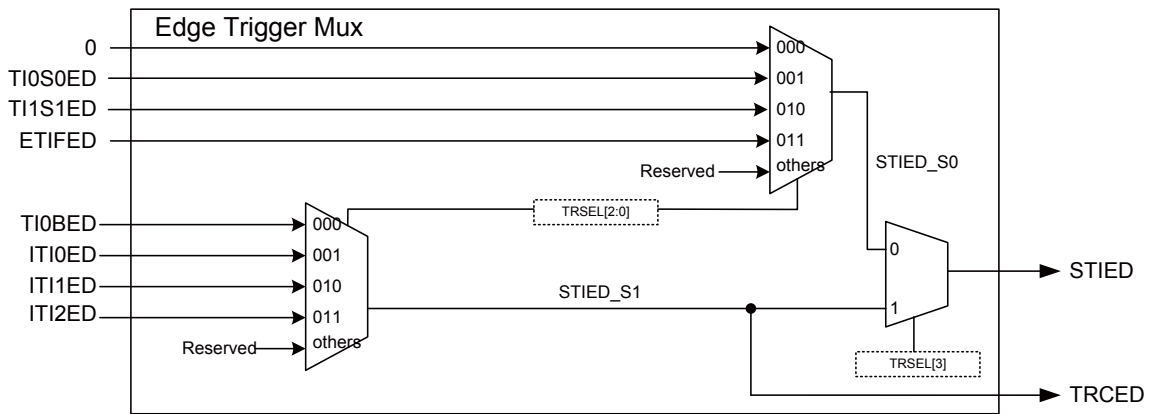 Edge Trigger Mux
0
000
TI0S0ED
001
TI1S1ED
010
ETIFED
011
Reserved
others
STIED_S0
TRSEL[2:0]
TI0BED
000
ITI0ED
001
ITI1ED
010
ITI2ED
011
Reserved
others
STIED_S1
0
1
STIED
TRSEL[3]
TRCED